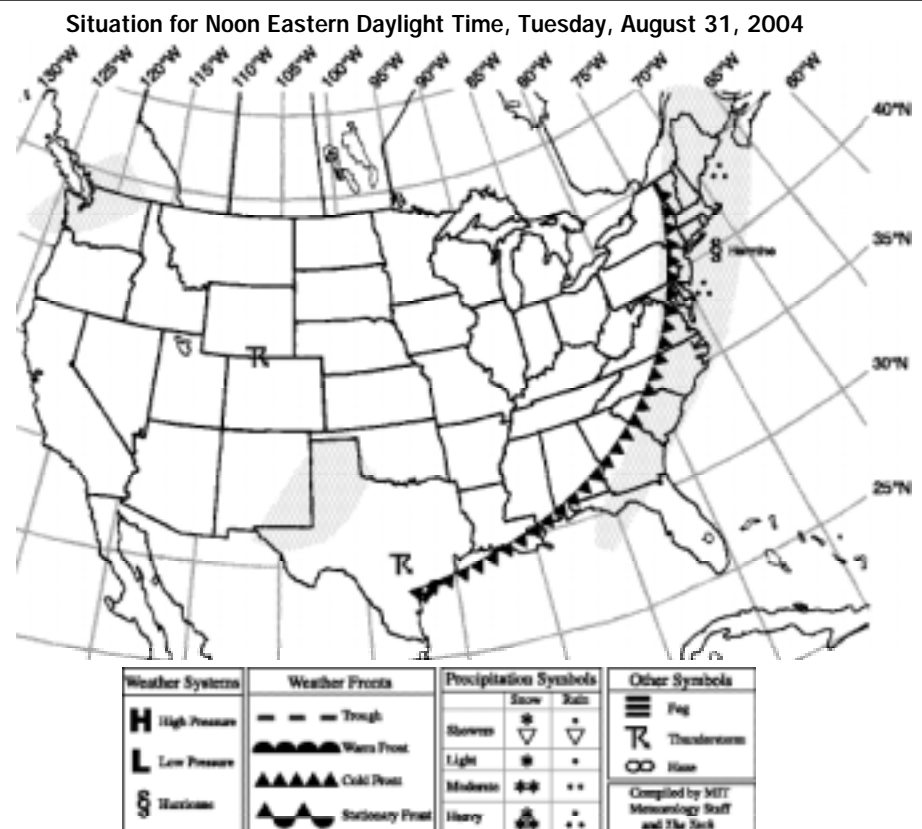 Situation for Noon Eastern Daylight Time, Tuesday, August 31, 2004
130°W 125°W 120°W 115°W 110°W 105°W 100°W 95°W 90°W 85°W 80°W 75°W 70°W 65°W 60°W
40°N
35°N
Hermine
30°N
25°N
Weather Systems
H High Pressure
L Low Pressure
Hurricane
Weather Fronts
Trough
Warm Front
Cold Front
Stationary Front
Precipitation Symbols
Snow Rain
Showers
Light
Moderate
Heavy
Other Symbols
Fog
Thunderstorm
Haze
Compiled by MIT
Meteorology Staff
and The Tech